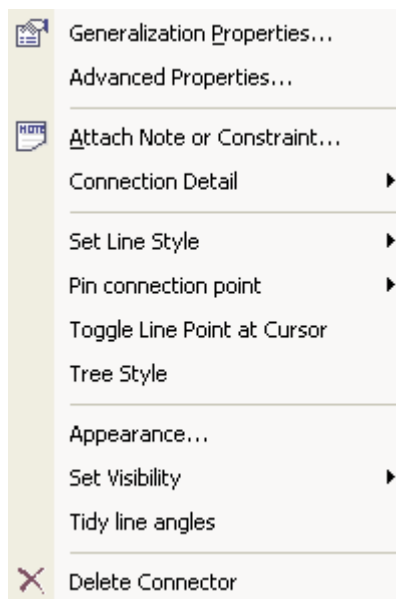 Generalization Properties...
Advanced Properties...
NOTE
Attach Note or Constraint...
Connection Detail
Set Line Style
Pin connection point
Toggle Line Point at Cursor
Tree Style
Appearance...
Set Visibility
Tidy line angles
Delete Connector